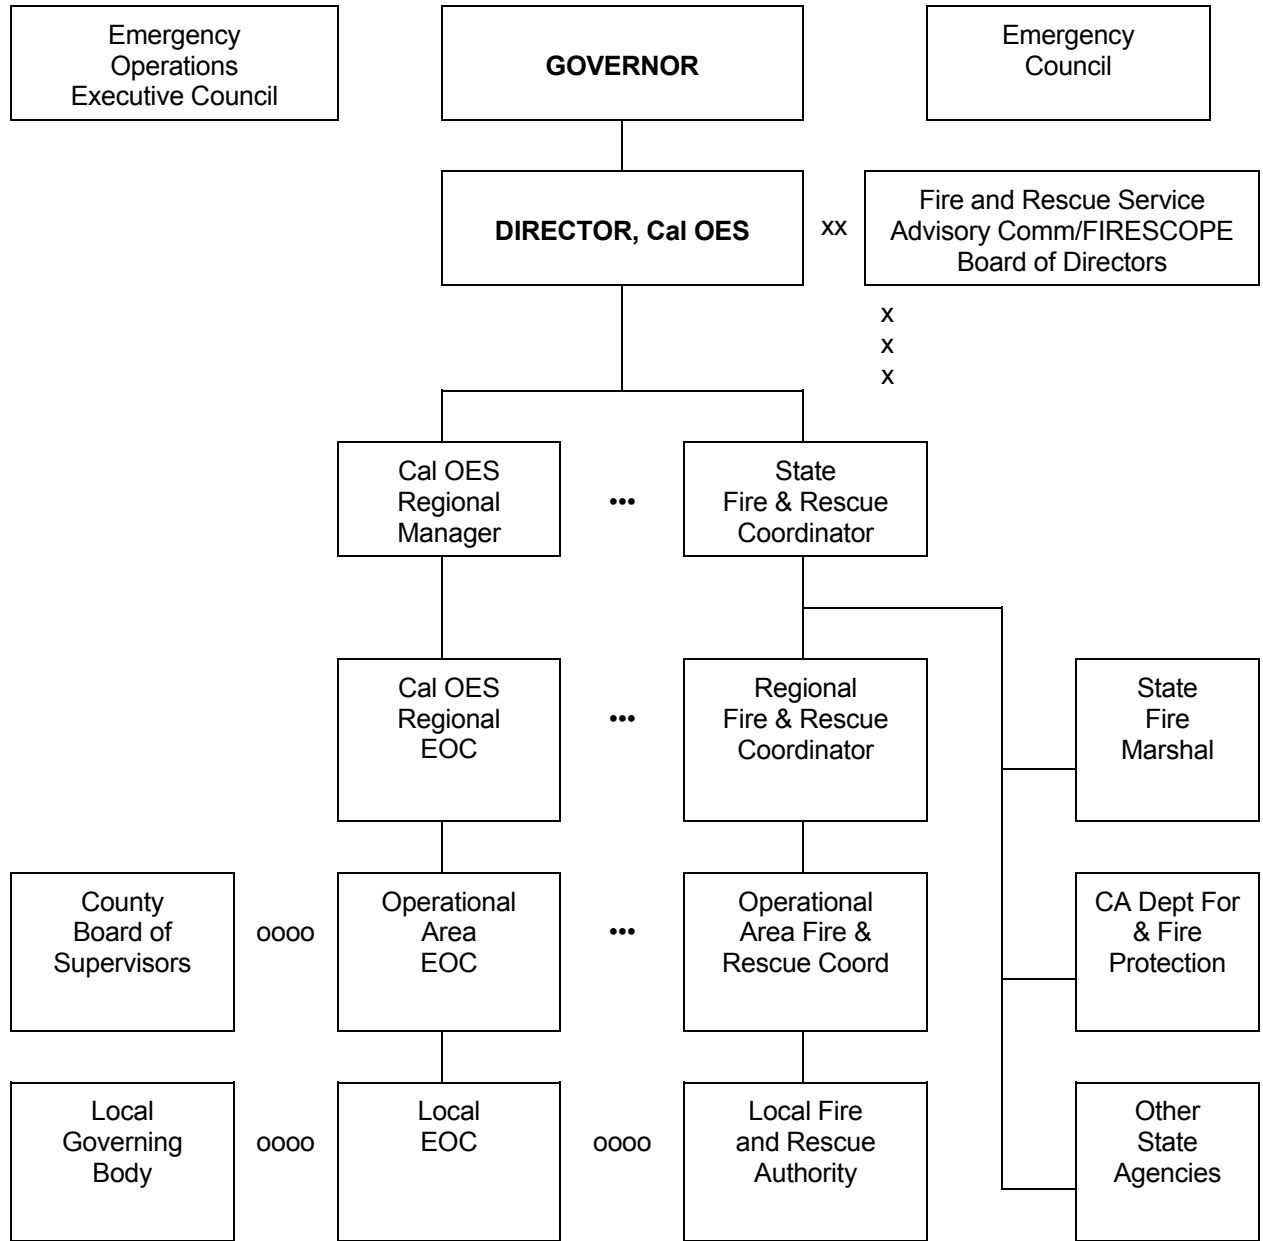 Emergency
Operations
Executive Council
GOVERNOR
Emergency
Council
DIRECTOR, Cal OES
xx
Fire and Rescue Service
Advisory Comm/FIRESCOPE
Board of Directors
x
x
x
Cal OES
Regional
Manager
•••
State
Fire & Rescue
Coordinator
Cal OES
Regional
EOC
•••
Regional
Fire & Rescue
Coordinator
State
Fire
Marshal
County
Board of
Supervisors
oooo
Operational
Area
EOC
•••
Operational
Area Fire &
Rescue Coord
CA Dept For
& Fire
Protection
Local
Governing
Body
oooo
Local
EOC
oooo
Local Fire
and Rescue
Authority
Other
State
Agencies